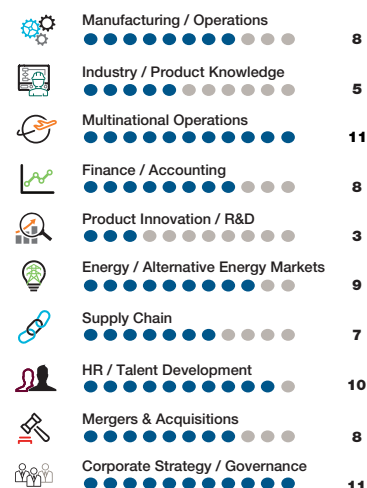 Manufacturing / Operations
8
Industry / Product Knowledge
5
Multinational Operations
11
Finance / Accounting
8
Product Innovation / R&D
3
Energy / Alternative Energy Markets
9
Supply Chain
7
HR / Talent Development
10
Mergers & Acquisitions
8
Corporate Strategy / Governance
11